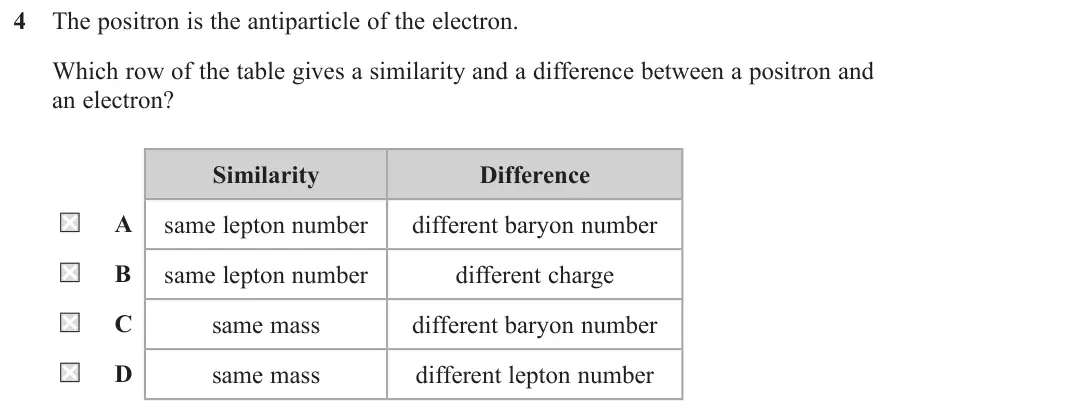 4 The positron is the antiparticle of the electron.
Which row of the table gives a similarity and a difference between a positron and
an electron?
Similarity Difference
A same lepton number different baryon number
B same lepton number different charge
C same mass different baryon number
D same mass different lepton number